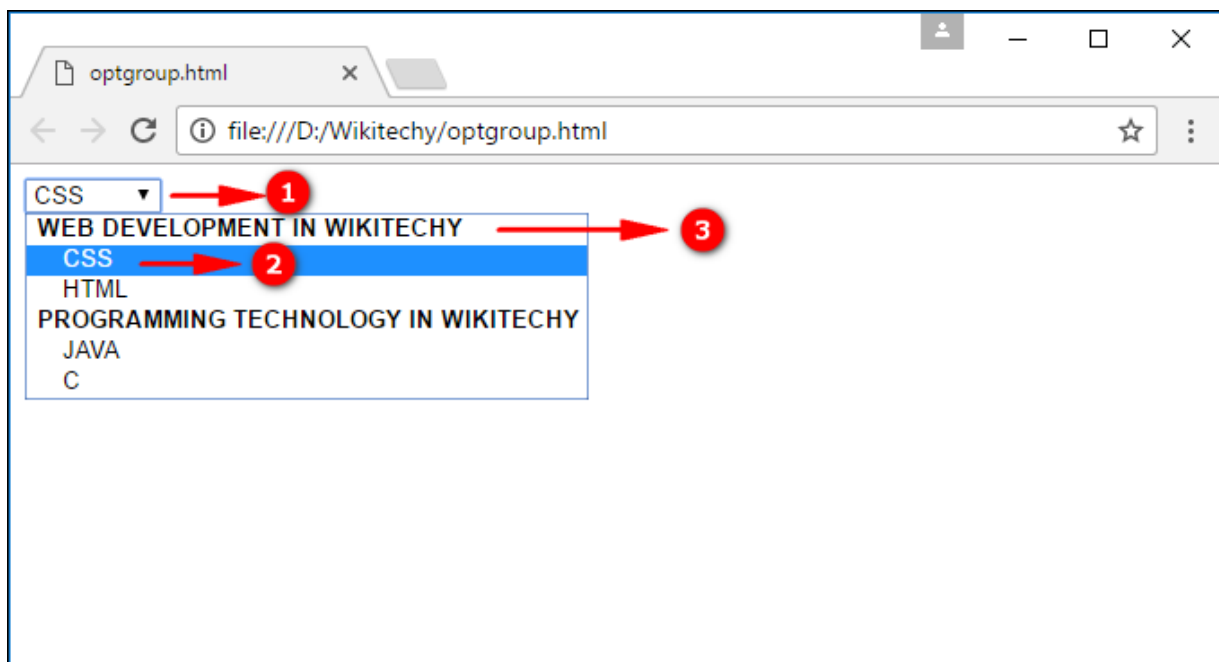 optgroup.html
file:///D:/Wikitechy/optgroup.html
CSS 1
WEB DEVELOPMENT IN WIKITECHY 3
CSS 2
HTML
PROGRAMMING TECHNOLOGY IN WIKITECHY
JAVA
C